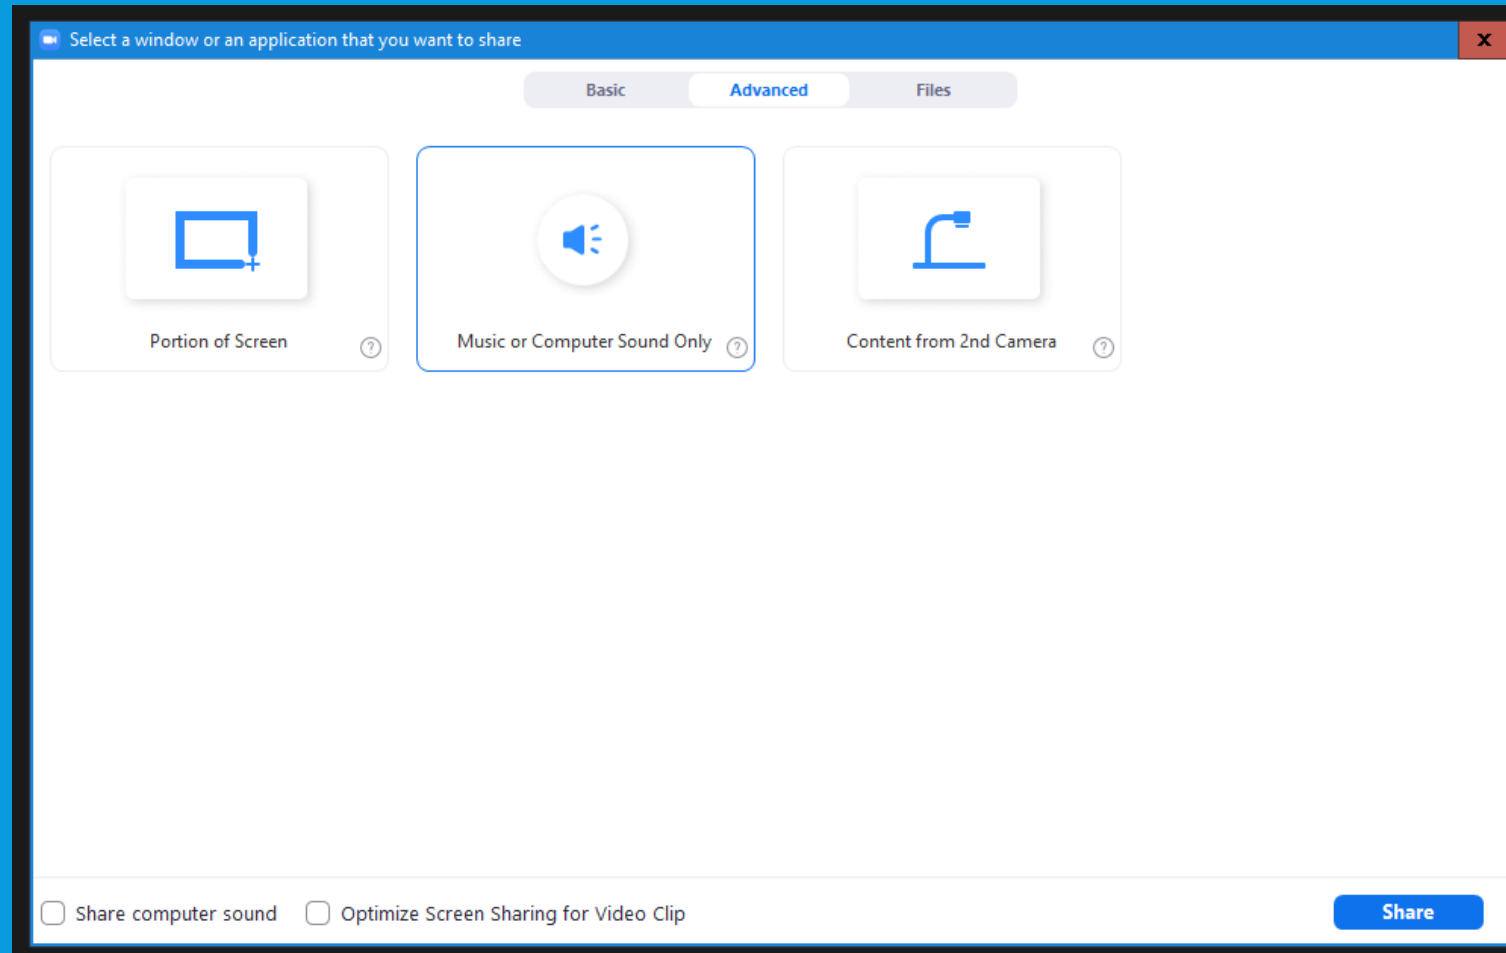 Select a window or an application that you want to share
x
Basic Advanced Files
Portion of Screen ?
Music or Computer Sound Only ?
Content from 2nd Camera ?
Share computer sound
Optimize Screen Sharing for Video Clip
Share